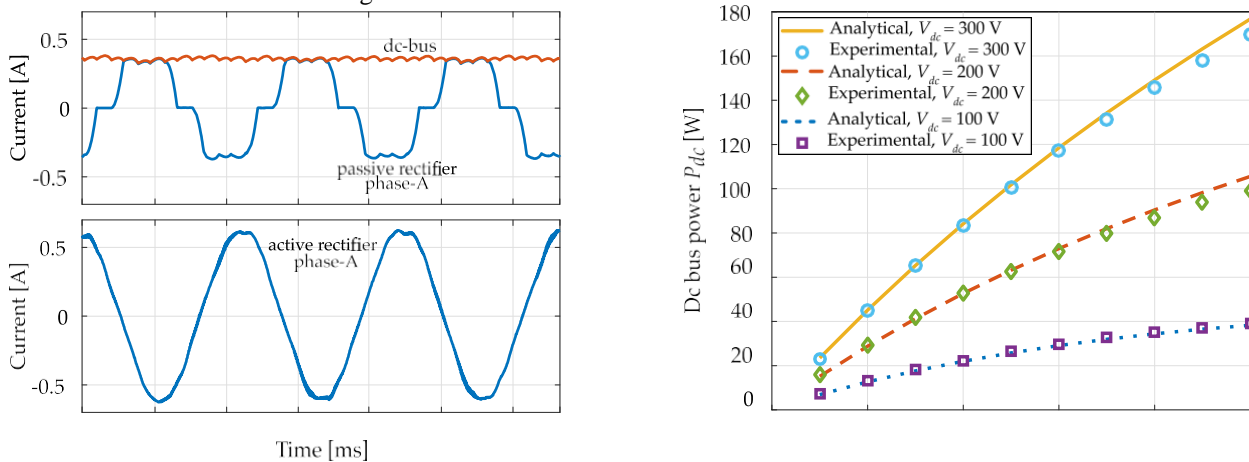 Current [A]
0.5
0
-0.5
dc-bus
passive rectifier
phase-A
Current [A]
0.5
0
-0.5
active rectifier
phase-A
Time [ms]
Dc bus power P_dc [W]
180
160
140
120
100
80
60
40
20
0
Analytical, V_dc = 300 V
Experimental, V_dc = 300 V
Analytical, V_dc = 200 V
Experimental, V_dc = 200 V
Analytical, V_dc = 100 V
Experimental, V_dc = 100 V